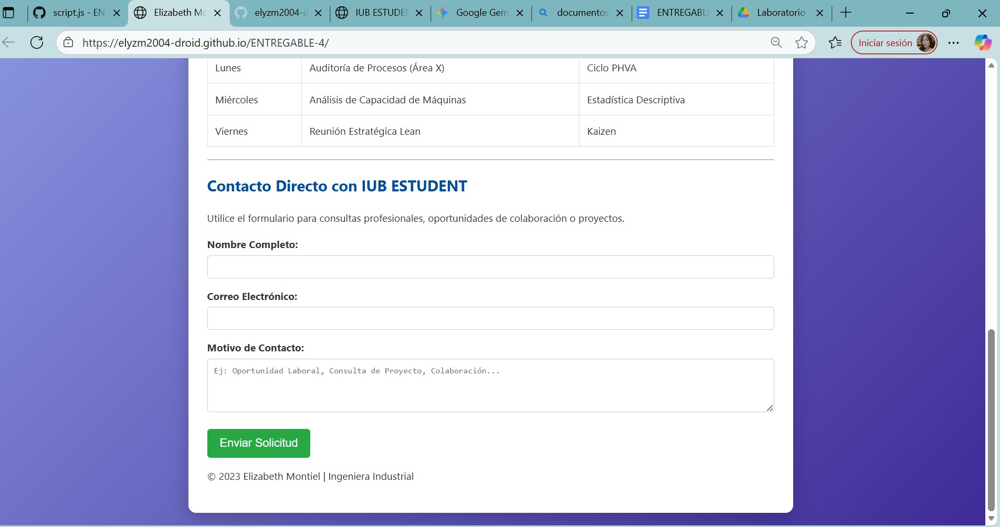 script.js - EN
Elizabeth Mo
elyzm2004-d
IUB ESTUDEN
Google Gem
documentos
ENTREGABL
Laboratorio
https://elyzm2004-droid.github.io/ENTREGABLE-4/
Iniciar sesión
Lunes Auditoría de Procesos (Área X) Ciclo PHVA
Miércoles Análisis de Capacidad de Máquinas Estadística Descriptiva
Viernes Reunión Estratégica Lean Kaizen
Contacto Directo con IUB ESTUDENT
Utilice el formulario para consultas profesionales, oportunidades de colaboración o proyectos.
Nombre Completo:
Correo Electrónico:
Motivo de Contacto:
Ej: Oportunidad Laboral, Consulta de Proyecto, Colaboración...
Enviar Solicitud
© 2023 Elizabeth Montiel | Ingeniera Industrial